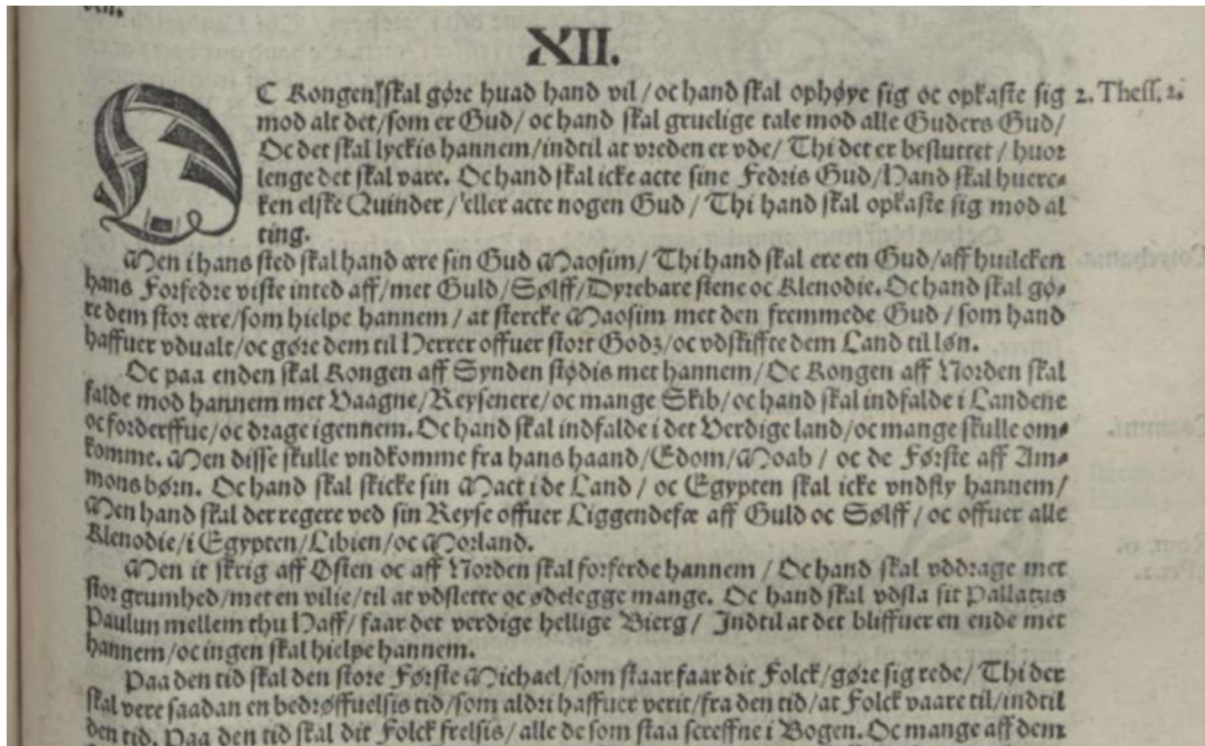 XII.
OC Kongen skal gøre huad hand vil / oc hand skal ophøye sig oc opkaste sig 2. Thess. 2.
mod alt det / som er Gud / oc hand skal gruelige tale mod alle Guders Gud /
Oc det skal lyckis hannem / indtil at vreden er vde / Thi det er besluttet / huor
lenge det skal vare. Oc hand skal icke acte sine Fedris Gud / Hand skal huerc-
ken elske Quinder / eller acte nogen Gud / Thi hand skal opkaste sig mod al
ting.
Men i hans sted skal hand ære sin Gud Maosim / Thi hand skal ere en Gud / aff huilcken
hans Forfedre viste inted aff / met Guld / Sølff / Dyrebare stene oc Klenodie. Oc hand skal gø-
re dem stor ære / som hielpe hannem / at stercke Maosim met den fremmede Gud / som hand
haffuer vdualt / oc gøre dem til Herrer offuer stort Godz / oc vdskiffte dem Land til løn.
Oc paa enden skal Kongen aff Synden stødis met hannem / Oc Kongen aff Norden skal
falde mod hannem met Vaagne / Reysenere / oc mange Skib / oc hand skal indfalde i Landene
oc forderffue / oc drage igennem. Oc hand skal indfalde i det Verdige land / oc mange skulle om-
komme. Men disse skulle vndkomme fra hans haand / Edom / Moab / oc de Første aff Am-
mons børn. Oc hand skal skicke sin Mact i de Land / oc Egypten skal icke vndfly hannem /
Men hand skal der regere ved sin Reyse offuer Liggendefæ aff Guld oc Sølff / oc offuer alle
Klenodie / i Egypten / Libien / oc Morland.
Men it skrig aff Østen oc aff Norden skal forferde hannem / Oc hand skal vddrage met
stor grumhed / met en vilie / til at vdslette oc ødelegge mange. Oc hand skal vdsla sit Pallatzus
Paulun mellem thu Haff / faar det verdige hellige Bierg / Indtil at det bliffuer en ende met
hannem / oc ingen skal hielpe hannem.
Paa den tid skal den store Første Michael / som staar faar dit Folck / gøre sig rede / Thi der
skal vere saadan en bedrøffuelsis tid / som aldri haffuer verit / fra den tid / at Folck vaare til / indtil
den tid. Paa den tid skal dit Folck frelsis / alle de som staa screffne i Bogen. Oc mange aff dem